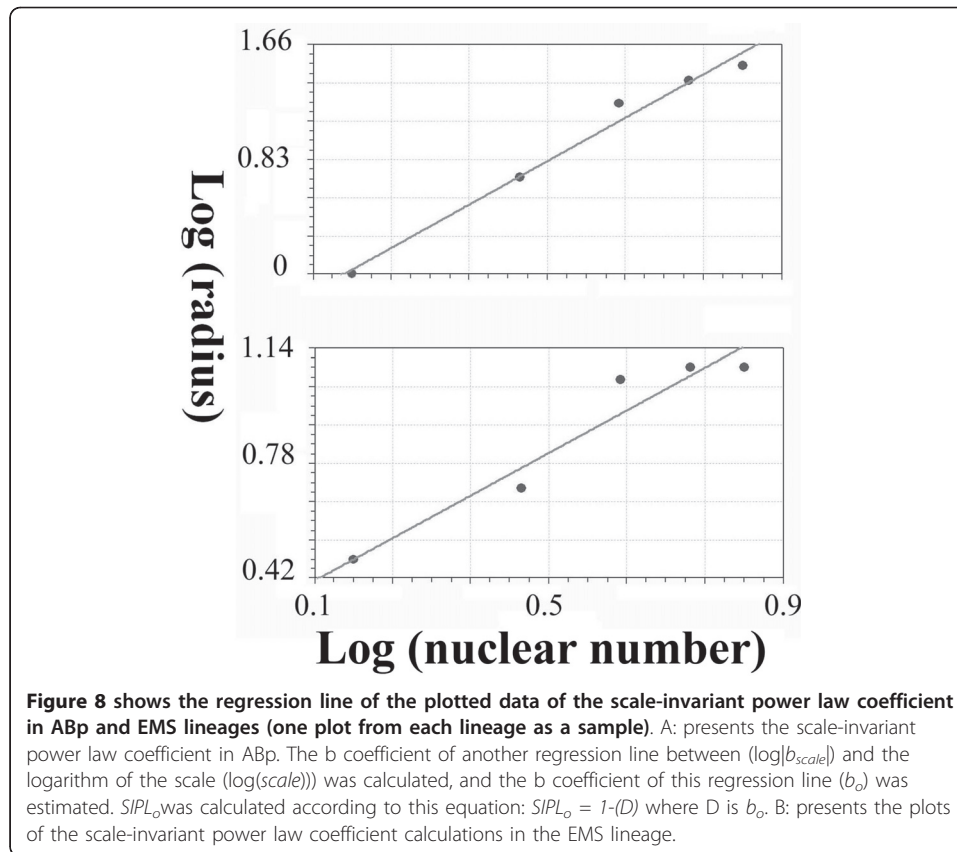 1.66
0.83
0
Log (radius)
1.14
0.78
0.42
0.1 0.5 0.9
Log (nuclear number)
Figure 8 shows the regression line of the plotted data of the scale-invariant power law coefficient
in ABp and EMS lineages (one plot from each lineage as a sample). A: presents the scale-invariant
power law coefficient in ABp. The b coefficient of another regression line between (log|b_scale|) and the
logarithm of the scale (log(scale))) was calculated, and the b coefficient of this regression line (b_o) was
estimated. SIPL_owas calculated according to this equation: SIPL_o = 1-(D) where D is b_o. B: presents the plots
of the scale-invariant power law coefficient calculations in the EMS lineage.